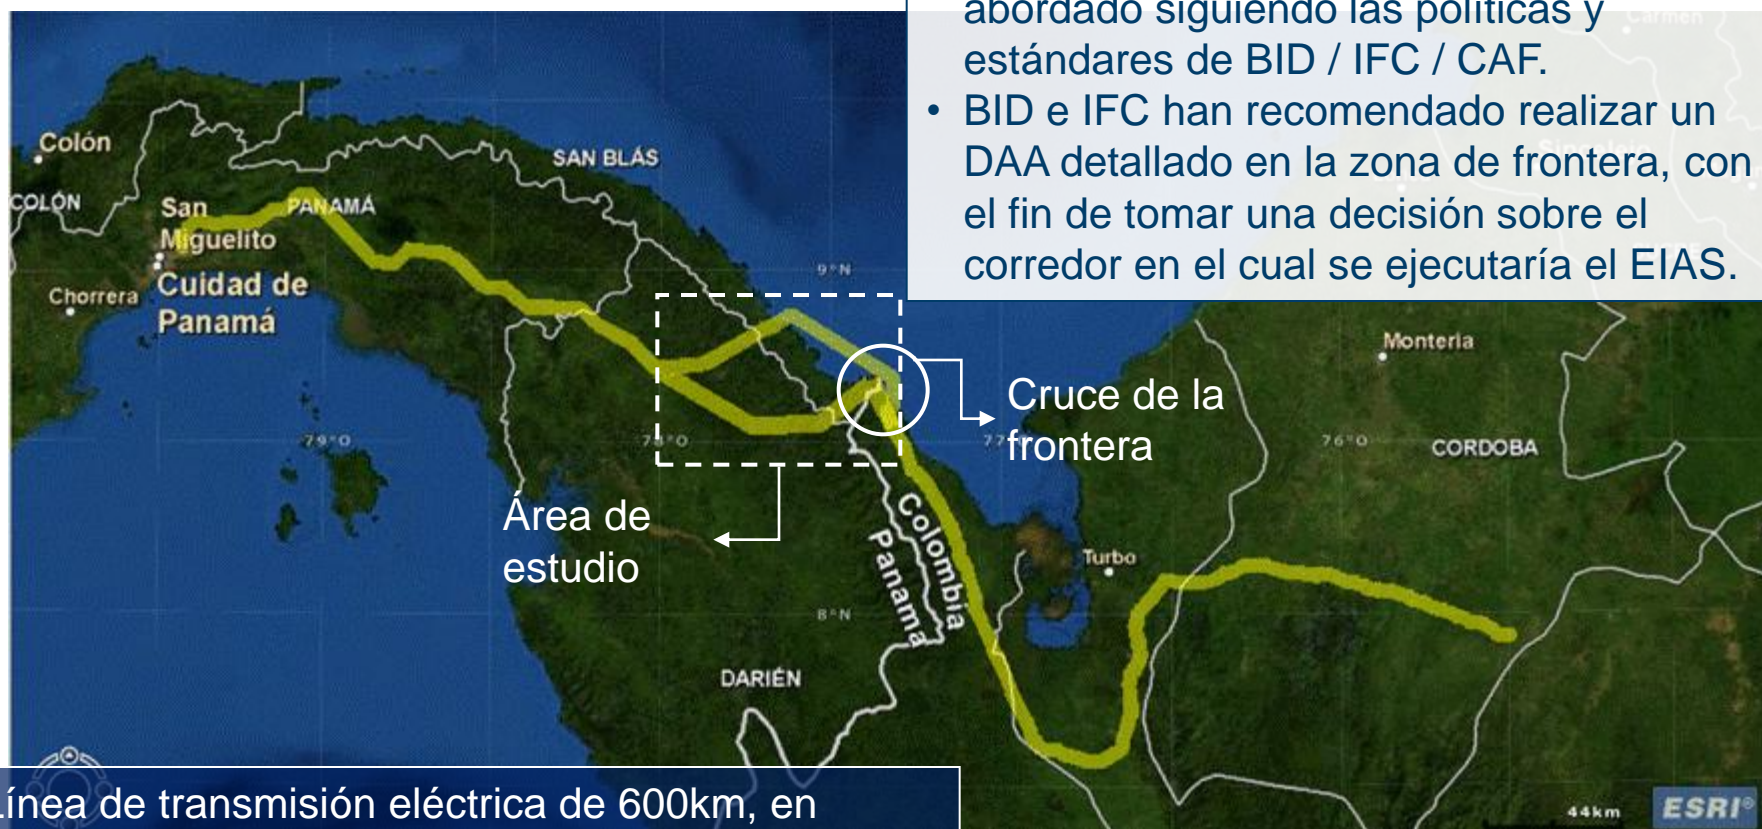 abordado siguiendo las políticas y
estándares de BID / IFC / CAF.
• BID e IFC han recomendado realizar un
DAA detallado en la zona de frontera, con
el fin de tomar una decisión sobre el
corredor en el cual se ejecutaría el EIAS.
Carmen
Sincelejo
Colón
SAN BLÁS
COLÓN
San
Miguelito
PANAMÁ
Cuidad de
Panamá
Chorrera
9°N
Monteria
Cruce de la
frontera
79°O
78°O
77°O
76°O
CORDOBA
Área de
estudio
Colombia
Panama
Turbo
8°N
DARIÉN
Línea de transmisión eléctrica de 600km, en
44km
ESRI®